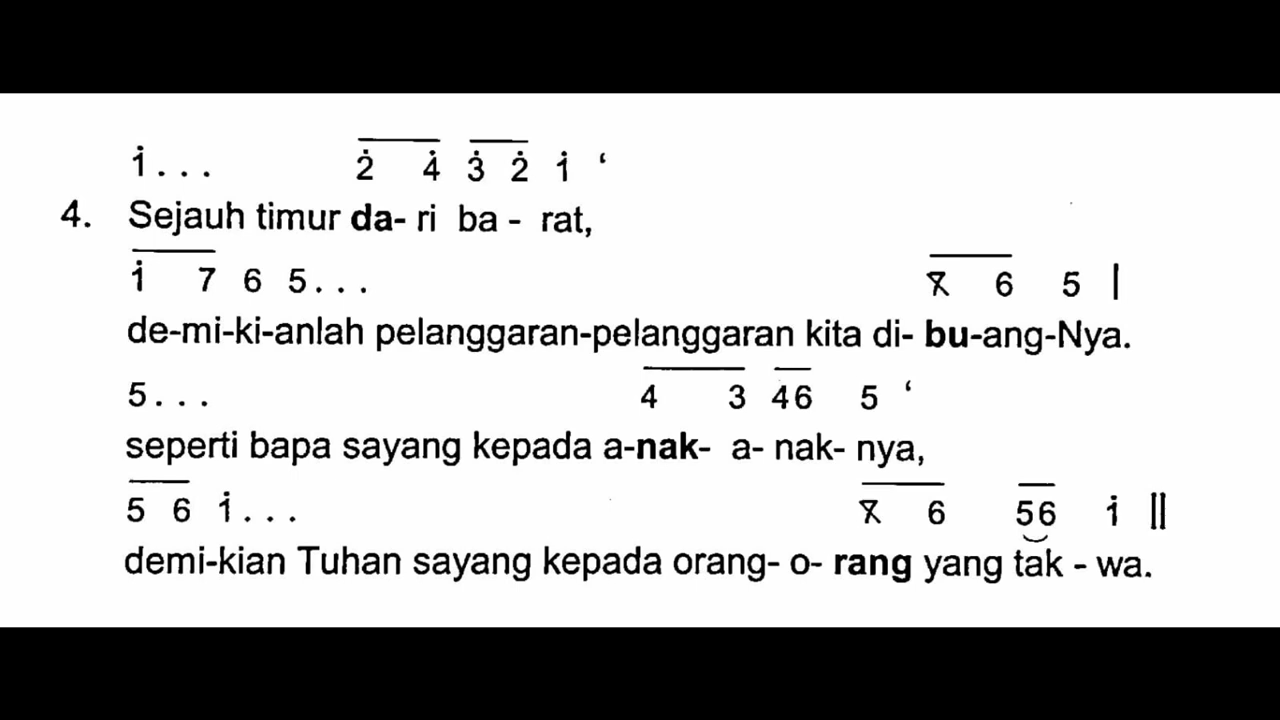 i̇ . . . 2̇ 4̇ 3̇ 2̇ i̇ ‘
4. Sejauh timur da- ri ba - rat,
i̇ 7 6 5 . . . 7̸ 6 5 |
de-mi-ki-anlah pelanggaran-pelanggaran kita di- bu-ang-Nya.
5 . . . 4 3 46 5 ‘
seperti bapa sayang kepada a-nak- a- nak- nya,
5 6 i̇ . . . 7̸ 6 56 i̇ ||
demi-kian Tuhan sayang kepada orang- o- rang yang tak - wa.